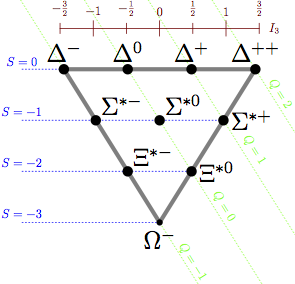 -3/2 -1 -1/2 0 1/2 1 3/2
I₃
S=0 Δ⁻ Δ⁰ Δ⁺ Δ⁺⁺
Q=2
S=−1 Σ*⁻ Σ*⁰ Σ*⁺
Q=1
S=−2 Ξ*⁻ Ξ*⁰
Q=0
S=−3
Ω⁻
Q=−1